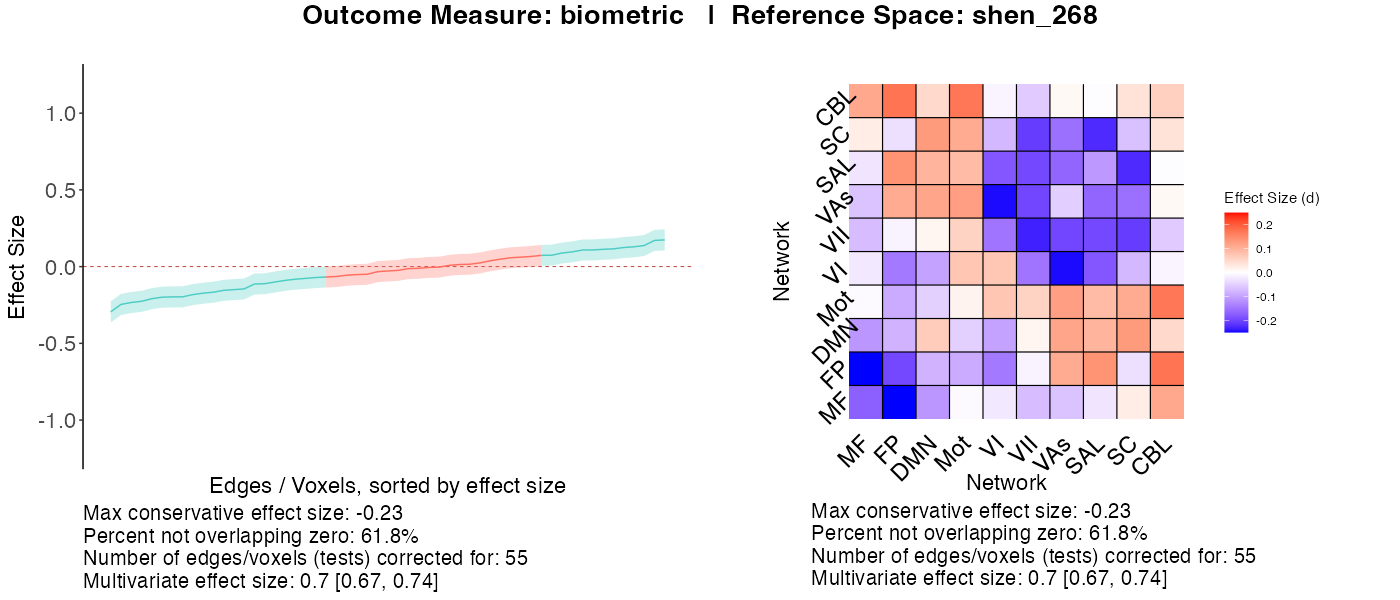 Outcome Measure: biometric | Reference Space: shen_268
Effect Size
1.0
0.5
0.0
-0.5
-1.0
Edges / Voxels, sorted by effect size
Max conservative effect size: -0.23
Percent not overlapping zero: 61.8%
Number of edges/voxels (tests) corrected for: 55
Multivariate effect size: 0.7 [0.67, 0.74]
Network
CBL
SC
SAL
VAs
VII
VI
Mot
DMN
FP
MF
MF
FP
DMN
Mot
VI
VII
VAs
SAL
SC
CBL
Network
Effect Size (d)
0.2
0.1
0.0
-0.1
-0.2
Max conservative effect size: -0.23
Percent not overlapping zero: 61.8%
Number of edges/voxels (tests) corrected for: 55
Multivariate effect size: 0.7 [0.67, 0.74]